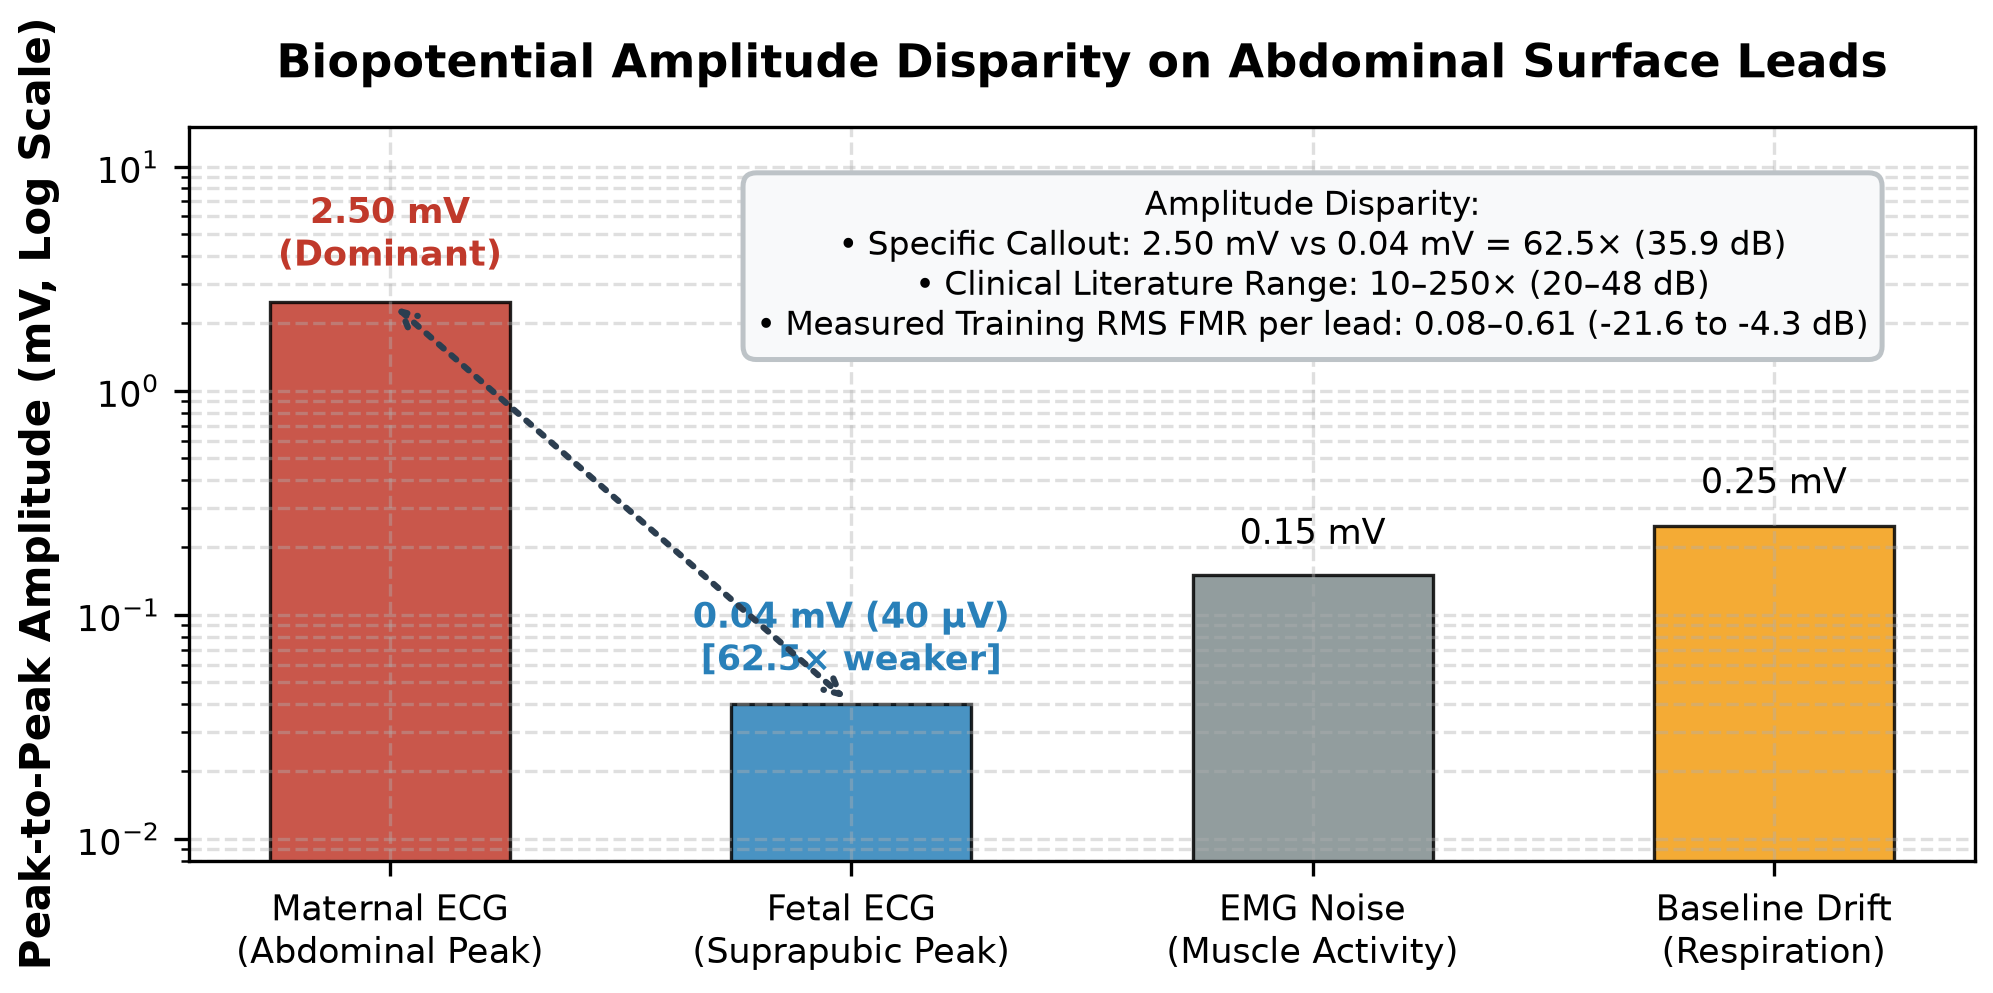 Biopotential Amplitude Disparity on Abdominal Surface Leads
Peak-to-Peak Amplitude (mV, Log Scale)
10¹
10⁰
10⁻¹
10⁻²
2.50 mV
(Dominant)
Amplitude Disparity:
• Specific Callout: 2.50 mV vs 0.04 mV = 62.5× (35.9 dB)
• Clinical Literature Range: 10–250× (20–48 dB)
• Measured Training RMS FMR per lead: 0.08–0.61 (-21.6 to -4.3 dB)
0.04 mV (40 μV)
[62.5× weaker]
0.15 mV
0.25 mV
Maternal ECG
(Abdominal Peak)
Fetal ECG
(Suprapubic Peak)
EMG Noise
(Muscle Activity)
Baseline Drift
(Respiration)